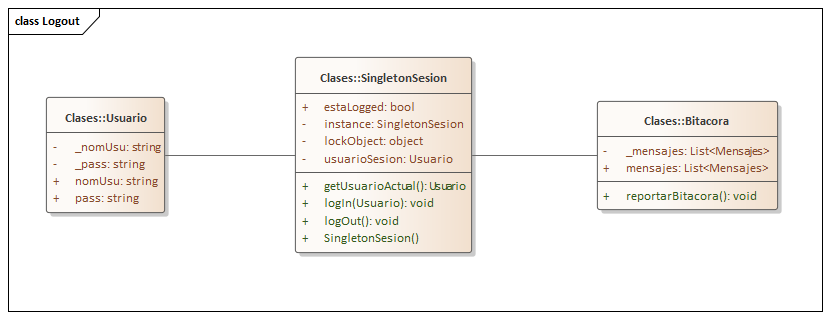 class Logout
Clases::Usuario
- _nomUsu: string
- _pass: string
+ nomUsu: string
+ pass: string
Clases::SingletonSesion
+ estaLogged: bool
- instance: SingletonSesion
- lockObject: object
- usuarioSesion: Usuario
+ getUsuarioActual(): Usuario
+ logIn(Usuario): void
+ logOut(): void
+ SingletonSesion()
Clases::Bitacora
- _mensajes: List<Mensajes>
+ mensajes: List<Mensajes>
+ reportarBitacora(): void